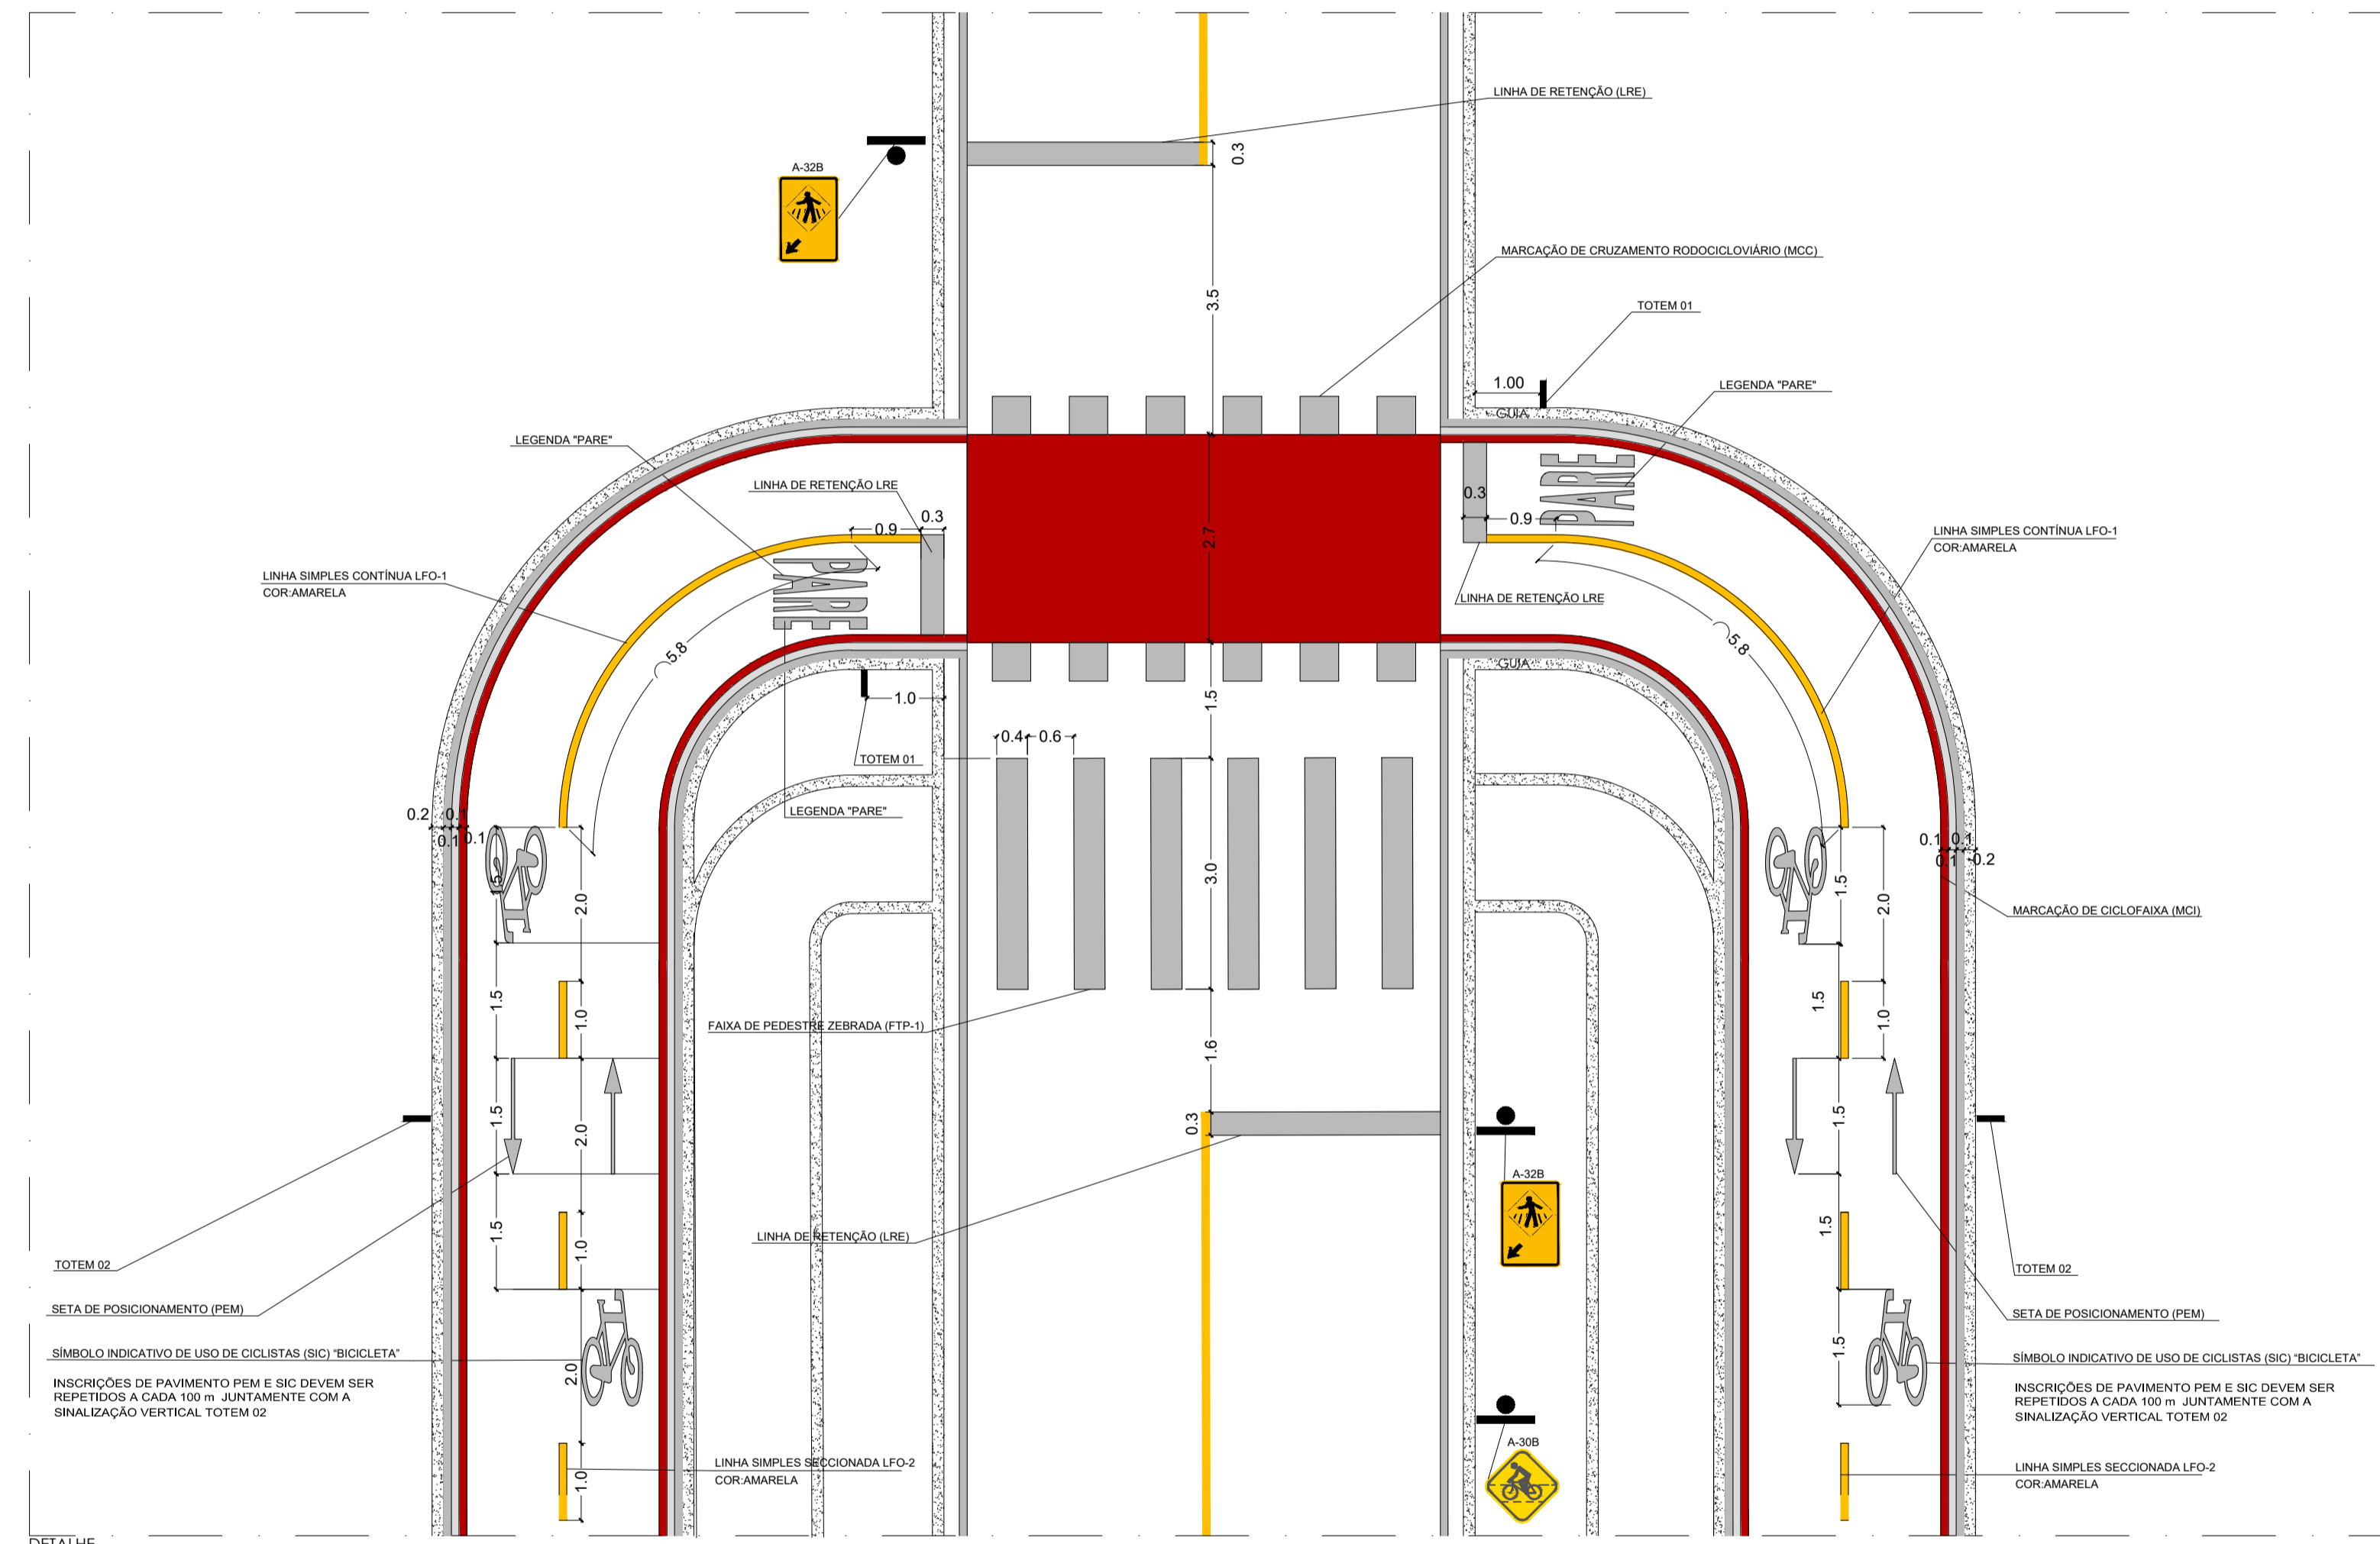 LINHA DE RETENÇÃO (LRE)
0.3
A-32B
MARCAÇÃO DE CRUZAMENTO RODOCICLOVIÁRIO (MCC)
3.5
TOTEM 01
1.00
LEGENDA "PARE"
GUIA
LEGENDA "PARE"
LINHA DE RETENÇÃO LRE
PARE
0.3
0.9
0.3
0.9
2.7
LINHA SIMPLES CONTÍNUA LFO-1
COR:AMARELA
LINHA SIMPLES CONTÍNUA LFO-1
COR:AMARELA
PARE
LINHA DE RETENÇÃO LRE
5.8
5.8
GUIA
1.0
1.5
0.4
0.6
TOTEM 01
LEGENDA "PARE"
0.2
0.1
0.1
0.1
0.1
0.1
0.1
0.2
1.5
2.0
3.0
1.5
2.0
MARCAÇÃO DE CICLOFAIXA (MCI)
1.5
1.0
FAIXA DE PEDESTRE ZEBRADA (FTP-1)
1.5
1.0
1.6
1.5
2.0
0.3
1.5
A-32B
1.5
1.0
LINHA DE RETENÇÃO (LRE)
1.5
TOTEM 02
TOTEM 02
SETA DE POSICIONAMENTO (PEM)
SETA DE POSICIONAMENTO (PEM)
SÍMBOLO INDICATIVO DE USO DE CICLISTAS (SIC) "BICICLETA"
2.0
1.5
SÍMBOLO INDICATIVO DE USO DE CICLISTAS (SIC) "BICICLETA"
INSCRIÇÕES DE PAVIMENTO PEM E SIC DEVEM SER
REPETIDOS A CADA 100 m JUNTAMENTE COM A
SINALIZAÇÃO VERTICAL TOTEM 02
INSCRIÇÕES DE PAVIMENTO PEM E SIC DEVEM SER
REPETIDOS A CADA 100 m JUNTAMENTE COM A
SINALIZAÇÃO VERTICAL TOTEM 02
A-30B
LINHA SIMPLES SECCIONADA LFO-2
COR:AMARELA
1.0
LINHA SIMPLES SECCIONADA LFO-2
COR:AMARELA
DETALHE